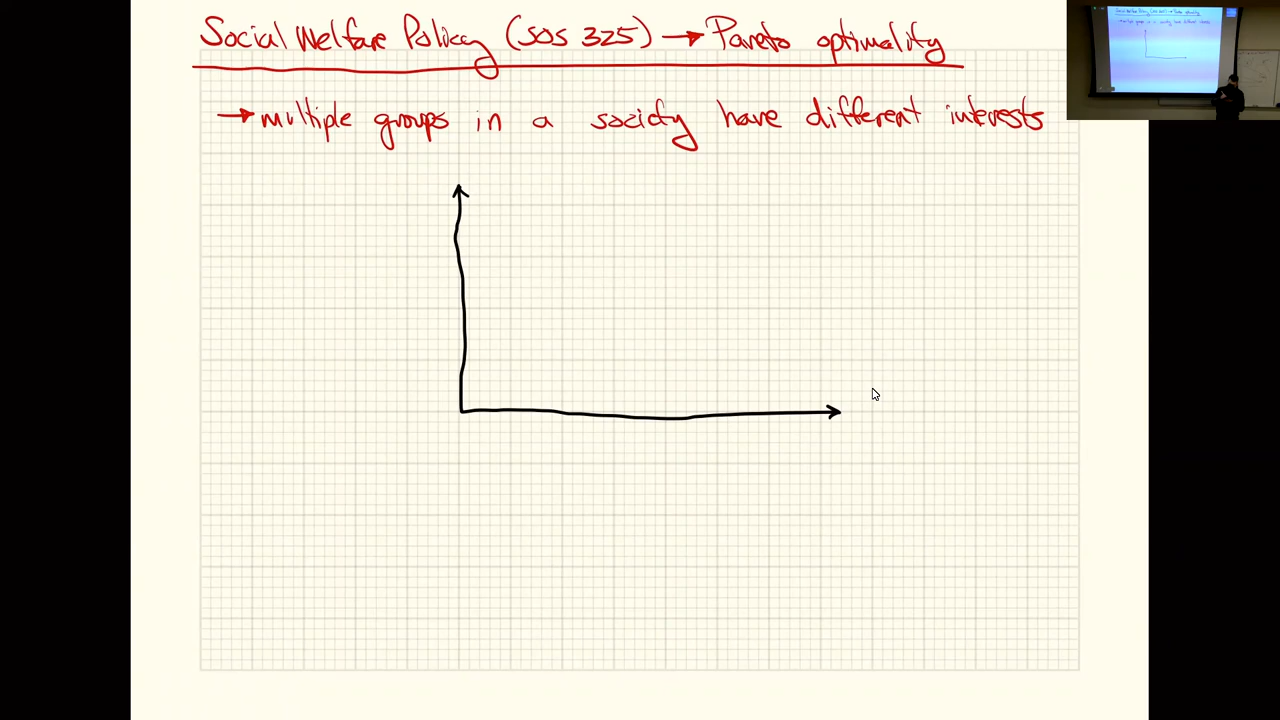 Social Welfare Policy (SOS 325) → Pareto optimality
→ multiple groups in a society have different interests